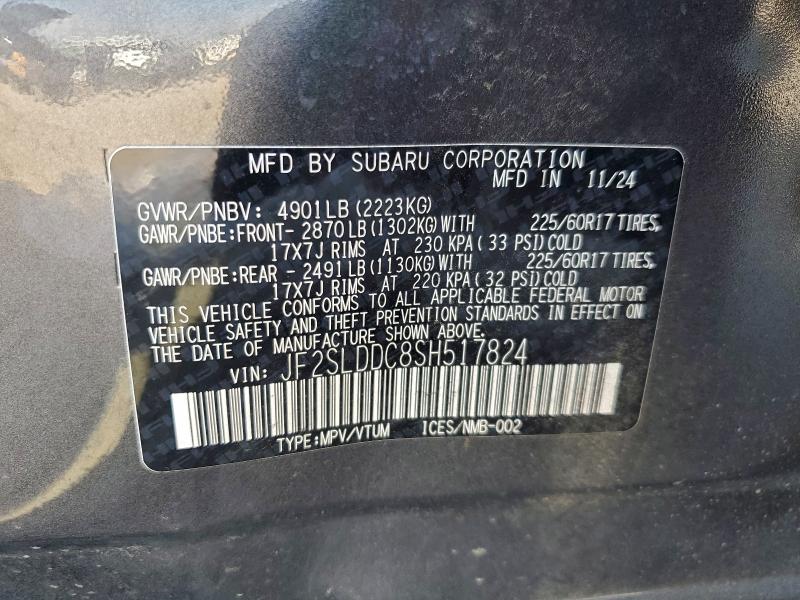 MFD BY SUBARU CORPORATION
MFD IN 11/24
GVWR/PNBV: 4901LB(2223KG)
GAWR/PNBE:FRONT- 2870LB(1302KG)WITH 225/60R17 TIRES,
17X7J RIMS AT 230 KPA (33 PSI)COLD
GAWR/PNBE:REAR - 2491LB(1130KG)WITH 225/60R17 TIRES,
17X7J RIMS AT 220 KPA (32 PSI)COLD
THIS VEHICLE CONFORMS TO ALL APPLICABLE FEDERAL MOTOR
VEHICLE SAFETY AND THEFT PREVENTION STANDARDS IN EFFECT ON
THE DATE OF MANUFACTURE SHOWN ABOVE.
VIN: JF2SLDDC8SH517824
TYPE:MPV/VTUM ICES/NMB-002